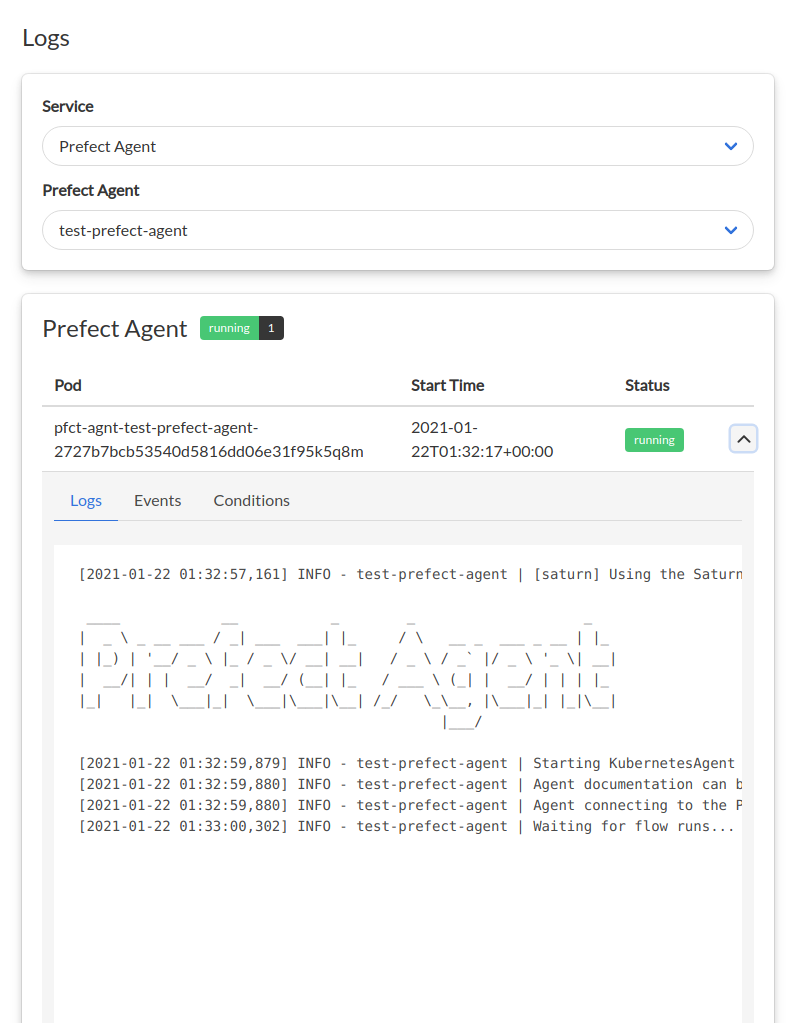 Logs
Service
Prefect Agent
Prefect Agent
test-prefect-agent
Prefect Agent running 1
Pod Start Time Status
pfct-agnt-test-prefect-agent-
2727b7bcb53540d5816dd06e31f95k5q8m
2021-01-
22T01:32:17+00:00
running
Logs Events Conditions
[2021-01-22 01:32:57,161] INFO - test-prefect-agent | [saturn] Using the Saturn
Prefect Agent
[2021-01-22 01:32:59,879] INFO - test-prefect-agent | Starting KubernetesAgent
[2021-01-22 01:32:59,880] INFO - test-prefect-agent | Agent documentation can b
[2021-01-22 01:32:59,880] INFO - test-prefect-agent | Agent connecting to the P
[2021-01-22 01:33:00,302] INFO - test-prefect-agent | Waiting for flow runs...